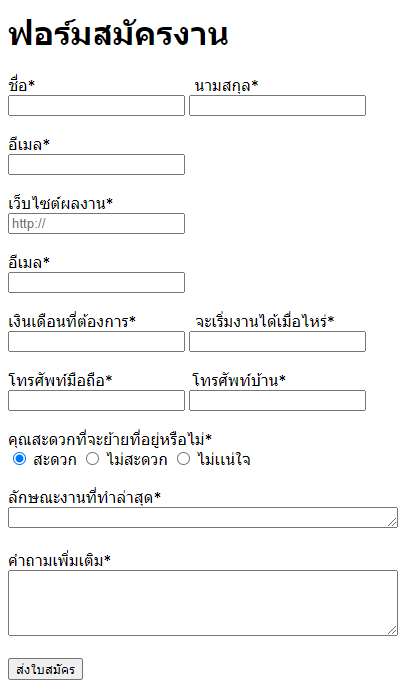 ฟอร์มสมัครงาน
ชื่อ* นามสกุล*
อีเมล*
เว็บไซต์ผลงาน*
http://
อีเมล*
เงินเดือนที่ต้องการ* จะเริ่มงานได้เมื่อไหร่*
โทรศัพท์มือถือ* โทรศัพท์บ้าน*
คุณสะดวกที่จะย้ายที่อยู่หรือไม่*
สะดวก ไม่สะดวก ไม่แน่ใจ
ลักษณะงานที่ทำล่าสุด*
คำถามเพิ่มเติม*
ส่งใบสมัคร